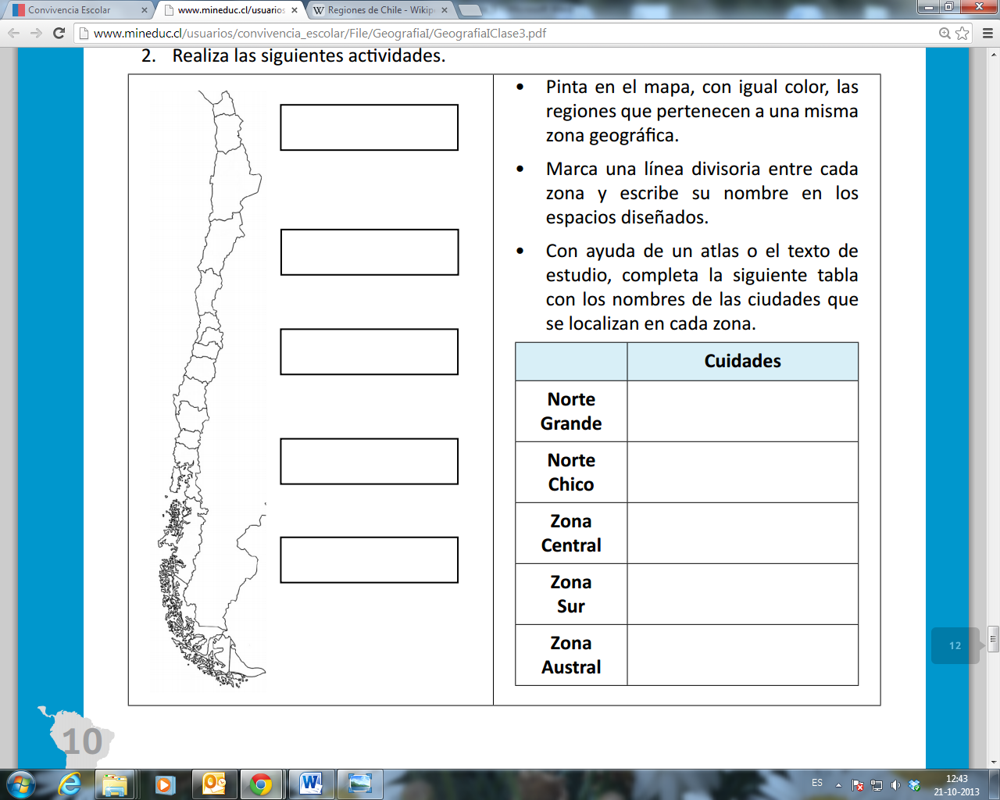 Convivencia Escolar
www.mineduc.cl/usuarios
Regiones de Chile - Wikipe
www.mineduc.cl/usuarios/convivencia_escolar/File/GeografiaI/GeografiaIClase3.pdf
2. Realiza las siguientes actividades.
• Pinta en el mapa, con igual color, las
regiones que pertenecen a una misma
zona geográfica.
• Marca una línea divisoria entre cada
zona y escribe su nombre en los
espacios diseñados.
• Con ayuda de un atlas o el texto de
estudio, completa la siguiente tabla
con los nombres de las ciudades que
se localizan en cada zona.
Cuidades
Norte
Grande
Norte
Chico
Zona
Central
Zona
Sur
Zona
Austral
12
10
ES
12:43
21-10-2013